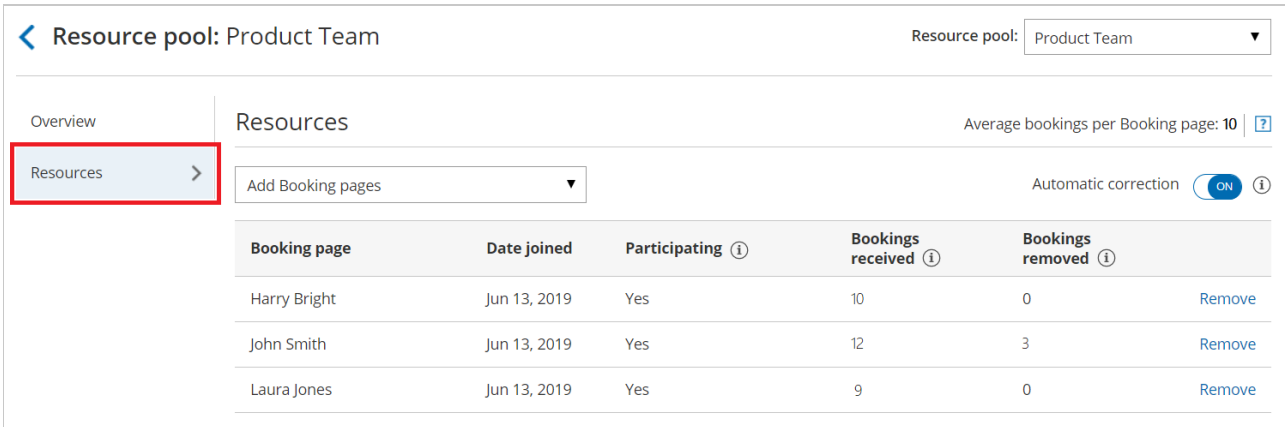 Resource pool: Product Team
Resource pool: Product Team
Overview
Resources
Resources
Average bookings per Booking page: 10
?
Add Booking pages
Automatic correction ON i
Booking page Date joined Participating i Bookings received i Bookings removed i
Harry Bright Jun 13, 2019 Yes 10 0 Remove
John Smith Jun 13, 2019 Yes 12 3 Remove
Laura Jones Jun 13, 2019 Yes 9 0 Remove